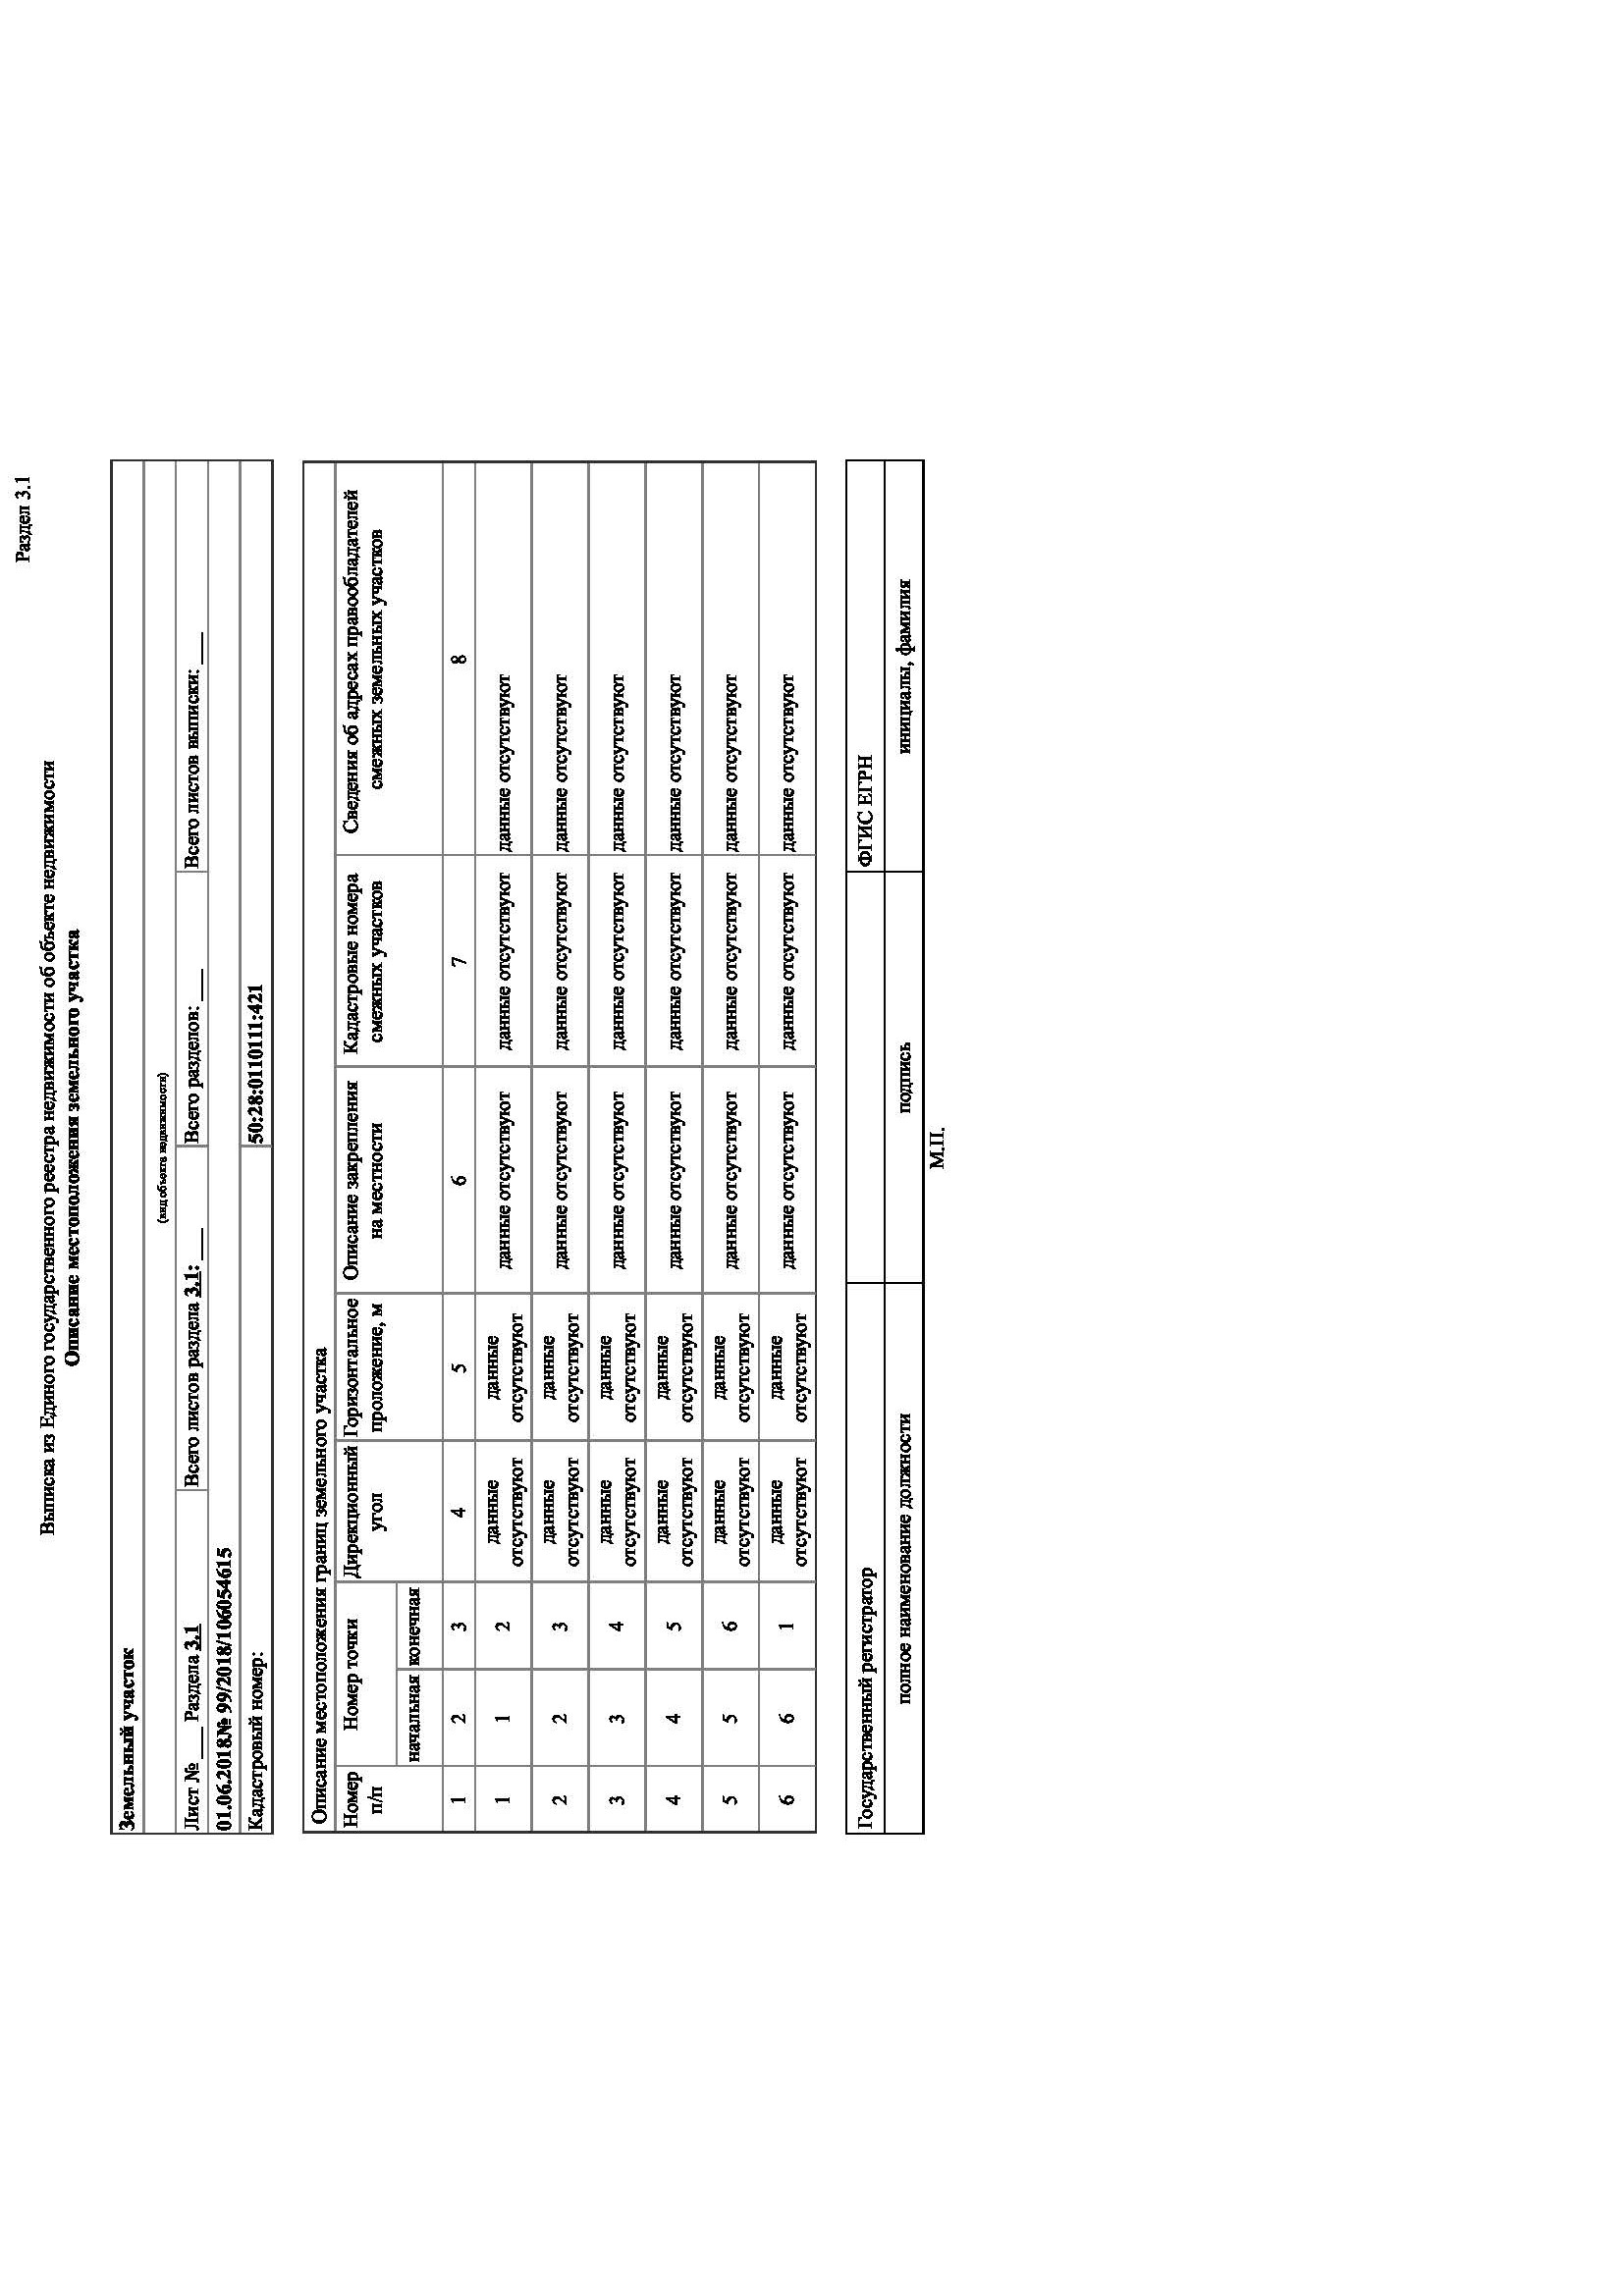 Раздел 3.1
Выписка из Единого государственного реестра недвижимости об объекте недвижимости
Описание местоположения земельного участка
Земельный участок
(вид объекта недвижимости)
Лист № ___ Раздела 3.1 Всего листов раздела 3.1: ___ Всего разделов: ___ Всего листов выписки: ___
01.06.2018№ 99/2018/106054615
Кадастровый номер: 50:28:0110111:421
Описание местоположения границ земельного участка
Номер Номер точки Дирекционный Горизонтальное Описание закрепления Кадастровые номера Сведения об адресах правообладателей
п/п угол проложение, м на местности смежных участков смежных земельных участков
начальная конечная
1 2 3 4 5 6 7 8
1 1 2 данные отсутствуют данные отсутствуют данные отсутствуют данные отсутствуют данные отсутствуют
2 2 3 данные отсутствуют данные отсутствуют данные отсутствуют данные отсутствуют данные отсутствуют
3 3 4 данные отсутствуют данные отсутствуют данные отсутствуют данные отсутствуют данные отсутствуют
4 4 5 данные отсутствуют данные отсутствуют данные отсутствуют данные отсутствуют данные отсутствуют
5 5 6 данные отсутствуют данные отсутствуют данные отсутствуют данные отсутствуют данные отсутствуют
6 6 1 данные отсутствуют данные отсутствуют данные отсутствуют данные отсутствуют данные отсутствуют
Государственный регистратор ФГИС ЕГРН
полное наименование должности подпись инициалы, фамилия
М.П.